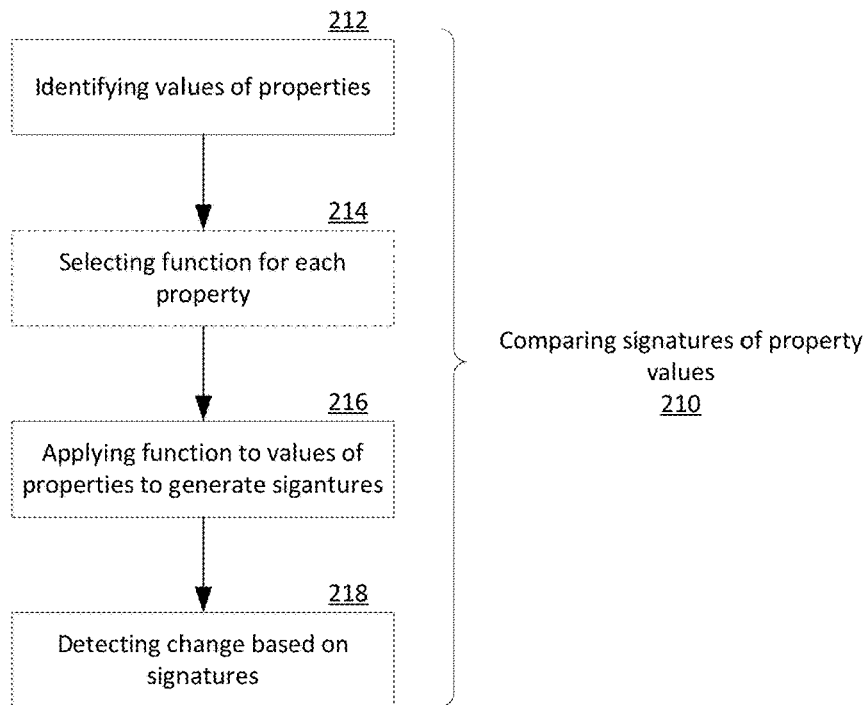 212
Identifying values of properties
214
Selecting function for each
property
Comparing signatures of property
values
210
216
Applying function to values of
properties to generate sigantures
218
Detecting change based on
signatures